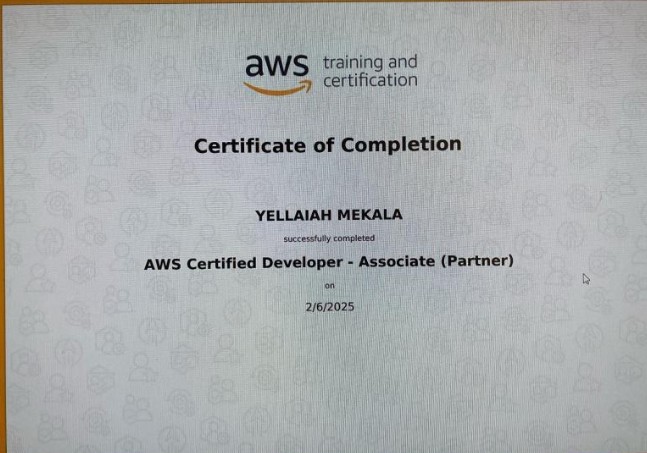 aws training and
certification
Certificate of Completion
YELLAIAH MEKALA
successfully completed
AWS Certified Developer - Associate (Partner)
on
2/6/2025